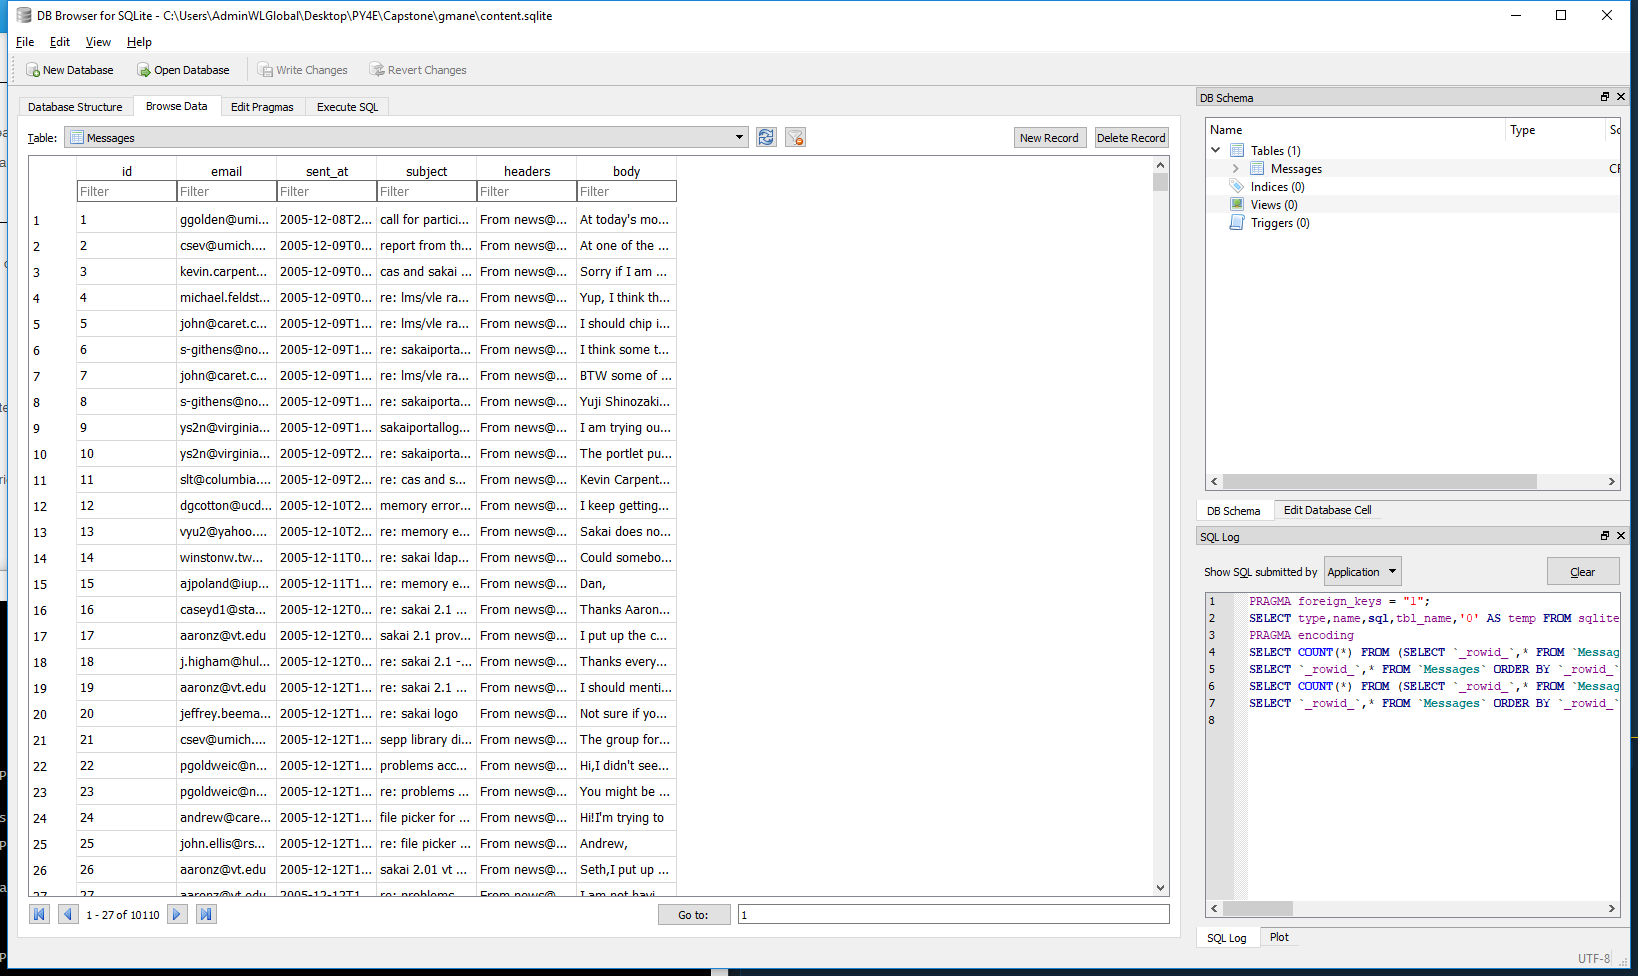 DB Browser for SQLite - C:\Users\AdminWLGlobal\Desktop\PY4E\Capstone\gmane\content.sqlite
File Edit View Help
New Database Open Database Write Changes Revert Changes
Database Structure Browse Data Edit Pragmas Execute SQL
Table: Messages New Record Delete Record
id email sent_at subject headers body
Filter Filter Filter Filter Filter Filter
1 1 ggolden@umi... 2005-12-08T2... call for partici... From news@... At today's mo...
2 2 csev@umich.... 2005-12-09T0... report from th... From news@... At one of the ...
3 3 kevin.carpent... 2005-12-09T0... cas and sakai ... From news@... Sorry if I am ...
4 4 michael.feldst... 2005-12-09T0... re: lms/vle ra... From news@... Yup, I think th...
5 5 john@caret.c... 2005-12-09T1... re: lms/vle ra... From news@... I should chip i...
6 6 s-githens@no... 2005-12-09T1... re: sakaiporta... From news@... I think some t...
7 7 john@caret.c... 2005-12-09T1... re: lms/vle ra... From news@... BTW some of ...
8 8 s-githens@no... 2005-12-09T1... re: sakaiporta... From news@... Yuji Shinozaki...
9 9 ys2n@virginia... 2005-12-09T1... sakaiportallog... From news@... I am trying ou...
10 10 ys2n@virginia... 2005-12-09T2... re: sakaiporta... From news@... The portlet pu...
11 11 slt@columbia.... 2005-12-09T2... re: cas and s... From news@... Kevin Carpent...
12 12 dgcotton@ucd... 2005-12-10T2... memory error... From news@... I keep getting...
13 13 vyu2@yahoo.... 2005-12-10T2... re: memory e... From news@... Sakai does no...
14 14 winstonw.tw... 2005-12-11T0... re: sakai ldap... From news@... Could somebo...
15 15 ajpoland@iup... 2005-12-11T1... re: memory e... From news@... Dan,
16 16 caseyd1@sta... 2005-12-12T0... re: sakai 2.1 ... From news@... Thanks Aaron...
17 17 aaronz@vt.edu 2005-12-12T0... sakai 2.1 prov... From news@... I put up the c...
18 18 j.higham@hul... 2005-12-12T0... re: sakai 2.1 -... From news@... Thanks every...
19 19 aaronz@vt.edu 2005-12-12T1... re: sakai 2.1 ... From news@... I should menti...
20 20 jeffrey.beema... 2005-12-12T1... re: sakai logo From news@... Not sure if yo...
21 21 csev@umich.... 2005-12-12T1... sepp library di... From news@... The group for...
22 22 pgoldweic@n... 2005-12-12T1... problems acc... From news@... Hi,I didn't see...
23 23 pgoldweic@n... 2005-12-12T1... re: problems ... From news@... You might be ...
24 24 andrew@care... 2005-12-12T1... file picker for ... From news@... Hi!I'm trying to
25 25 john.ellis@rs... 2005-12-12T1... re: file picker ... From news@... Andrew,
26 26 aaronz@vt.edu 2005-12-12T1... sakai 2.01 vt ... From news@... Seth,I put up ...
27 27 aaronz@vt.edu 2005-12-12T1... re: problems ... From news@... I am not havi...
1 - 27 of 10110 Go to: 1
DB Schema
Name Type Sc
Tables (1)
Messages CR
Indices (0)
Views (0)
Triggers (0)
DB Schema Edit Database Cell
SQL Log
Show SQL submitted by Application Clear
1 PRAGMA foreign_keys = "1";
2 SELECT type,name,sql,tbl_name,'0' AS temp FROM sqlite
3 PRAGMA encoding
4 SELECT COUNT(*) FROM (SELECT `_rowid_`,* FROM `Messag
5 SELECT `_rowid_`,* FROM `Messages` ORDER BY `_rowid_`
6 SELECT COUNT(*) FROM (SELECT `_rowid_`,* FROM `Messag
7 SELECT `_rowid_`,* FROM `Messages` ORDER BY `_rowid_`
8
SQL Log Plot
UTF-8